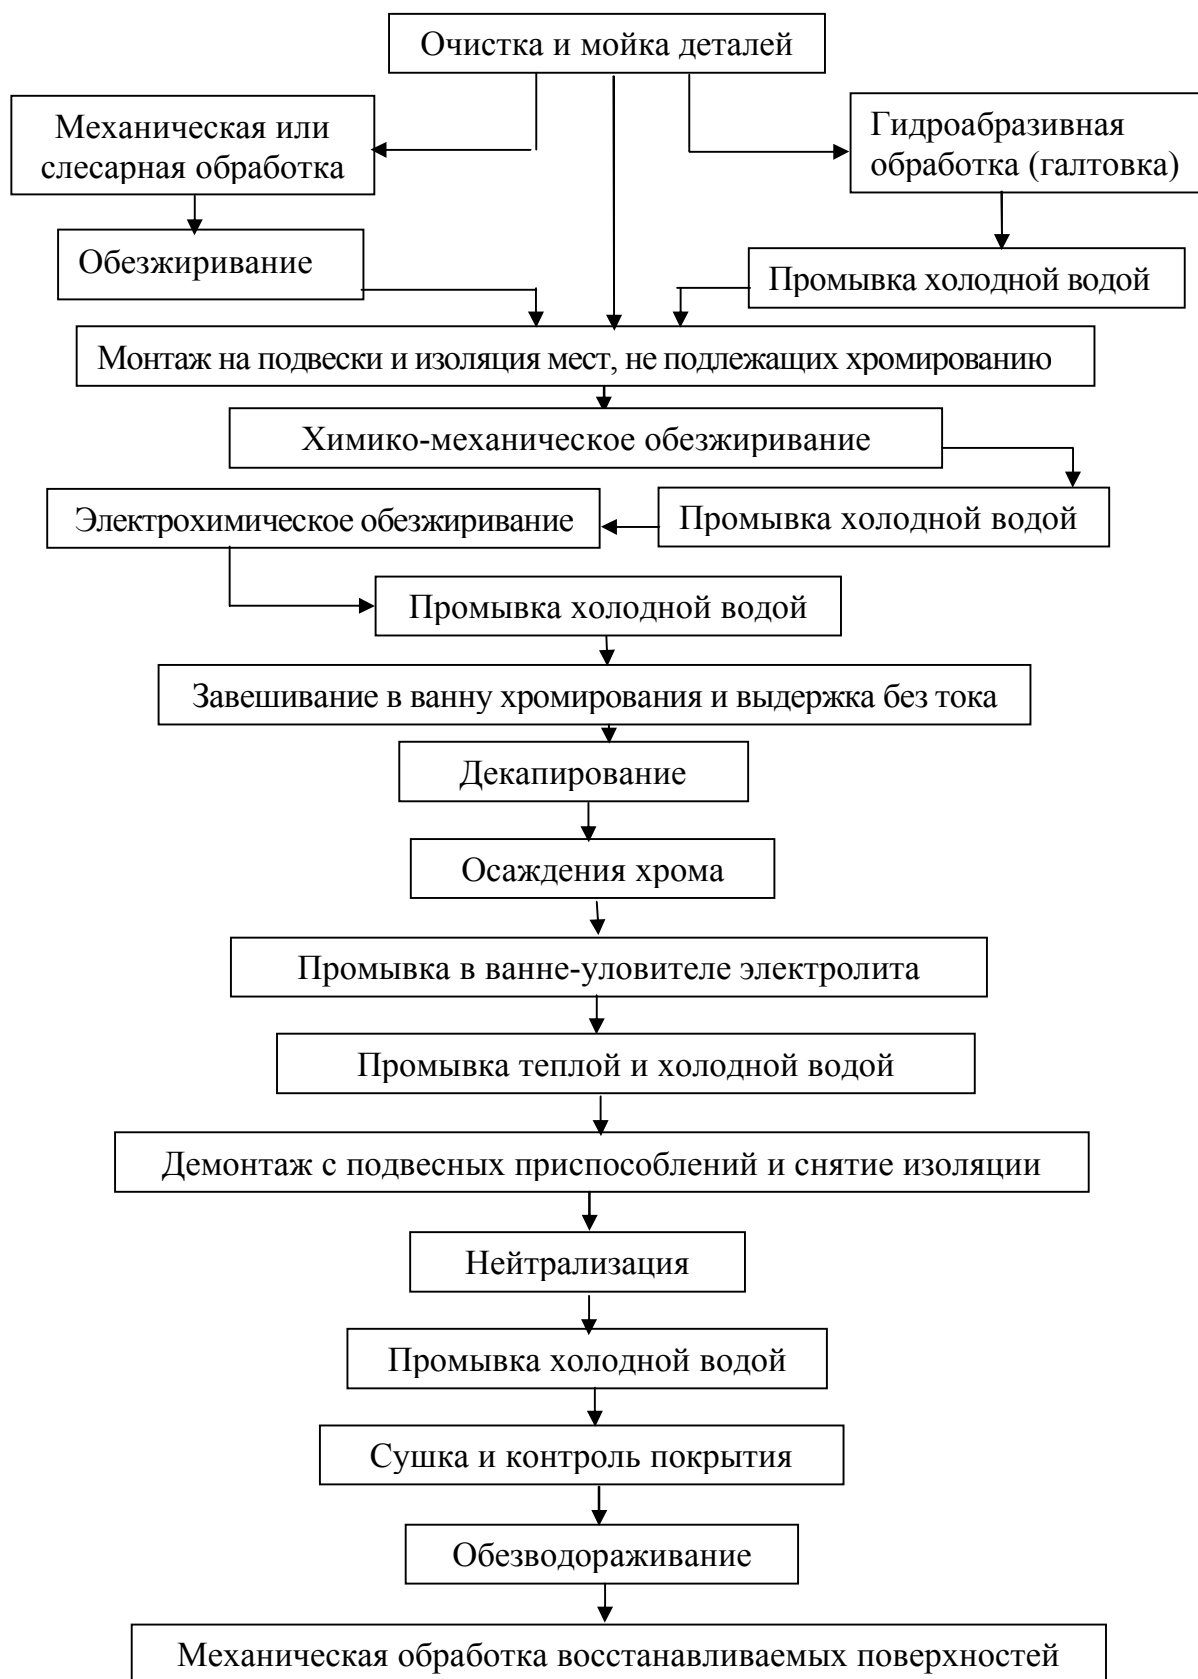 Очистка и мойка деталей
Механическая или
слесарная обработка
Гидроабразивная
обработка (галтовка)
Обезжиривание
Промывка холодной водой
Монтаж на подвески и изоляция мест, не подлежащих хромированию
Химико-механическое обезжиривание
Электрохимическое обезжиривание
Промывка холодной водой
Промывка холодной водой
Завешивание в ванну хромирования и выдержка без тока
Декапирование
Осаждения хрома
Промывка в ванне-уловителе электролита
Промывка теплой и холодной водой
Демонтаж с подвесных приспособлений и снятие изоляции
Нейтрализация
Промывка холодной водой
Сушка и контроль покрытия
Обезводораживание
Механическая обработка восстанавливаемых поверхностей